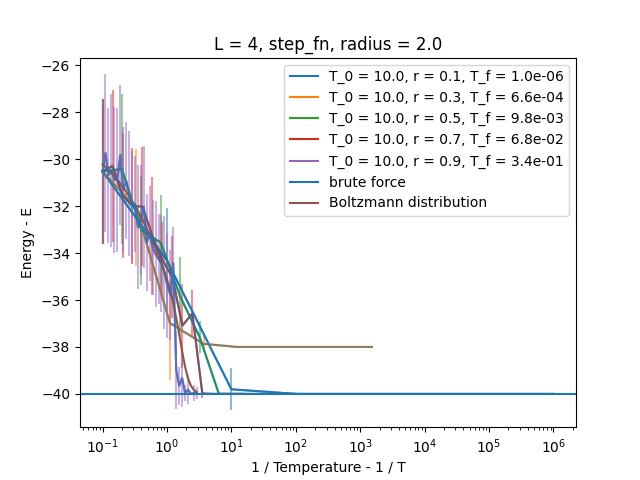 L = 4, step_fn, radius = 2.0
T_0 = 10.0, r = 0.1, T_f = 1.0e-06
T_0 = 10.0, r = 0.3, T_f = 6.6e-04
T_0 = 10.0, r = 0.5, T_f = 9.8e-03
T_0 = 10.0, r = 0.7, T_f = 6.8e-02
T_0 = 10.0, r = 0.9, T_f = 3.4e-01
brute force
Boltzmann distribution
Energy - E
−26
−28
−30
−32
−34
−36
−38
−40
10⁻¹ 10⁰ 10¹ 10² 10³ 10⁴ 10⁵ 10⁶
1 / Temperature - 1 / T